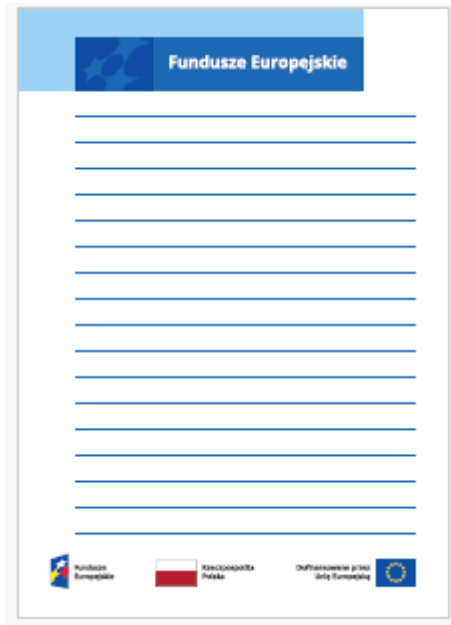 Fundusze Europejskie
Fundusze
Europejskie
Rzeczpospolita
Polska
Dofinansowane przez
Unię Europejską